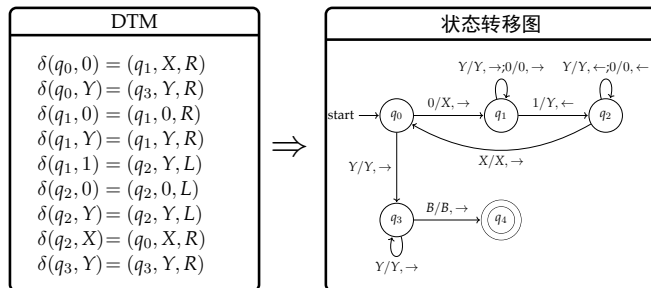 DTM
δ(q₀, 0) = (q₁, X, R)
δ(q₀, Y) = (q₃, Y, R)
δ(q₁, 0) = (q₁, 0, R)
δ(q₁, Y) = (q₁, Y, R)
δ(q₁, 1) = (q₂, Y, L)
δ(q₂, 0) = (q₂, 0, L)
δ(q₂, Y) = (q₂, Y, L)
δ(q₂, X) = (q₀, X, R)
δ(q₃, Y) = (q₃, Y, R)
⇒
状态转移图
Y/Y, →;0/0, →
Y/Y, ←;0/0, ←
start
q₀
0/X, →
q₁
1/Y, ←
q₂
X/X, →
Y/Y, →
q₃
B/B, →
q₄
Y/Y, →